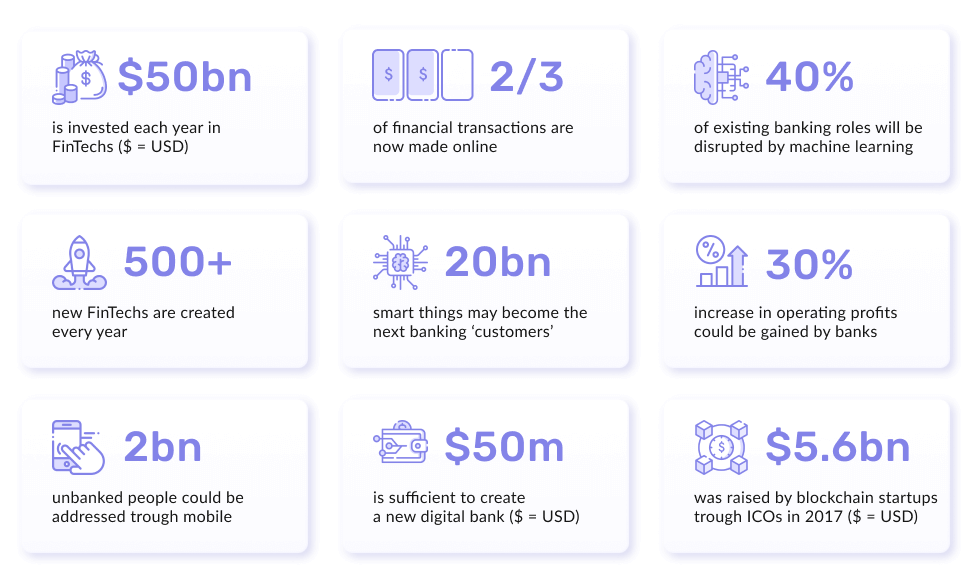 $50bn
is invested each year in
FinTechs ($ = USD)
$ $ 2/3
of financial transactions are
now made online
40%
of existing banking roles will be
disrupted by machine learning
500+
new FinTechs are created
every year
20bn
smart things may become the
next banking ‘customers’
% 30%
increase in operating profits
could be gained by banks
2bn
unbanked people could be
addressed trough mobile
$50m
is sufficient to create
a new digital bank ($ = USD)
$ $5.6bn
was raised by blockchain startups
trough ICOs in 2017 ($ = USD)